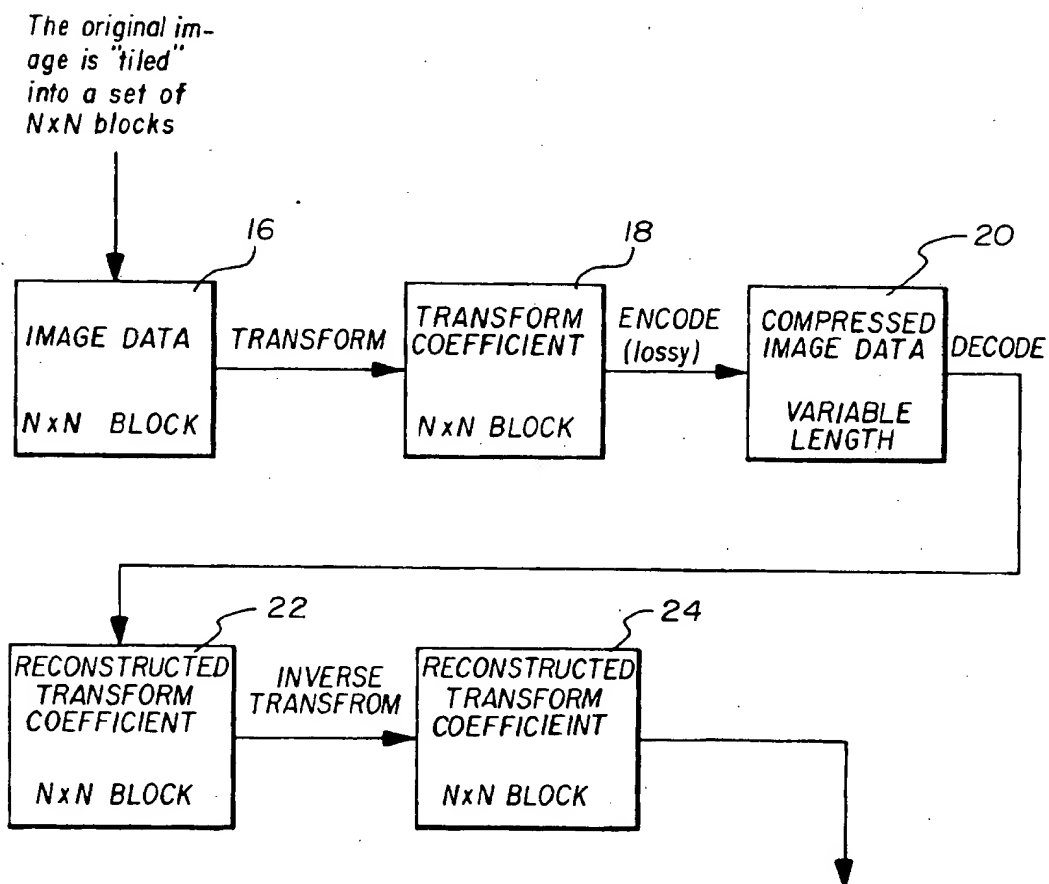 The original im-
age is "tiled"
into a set of
NxN blocks
16
IMAGE DATA
NxN BLOCK
TRANSFORM
18
TRANSFORM
COEFFICIENT
NxN BLOCK
ENCODE
(lossy)
20
COMPRESSED
IMAGE DATA
VARIABLE
LENGTH
DECODE
22
RECONSTRUCTED
TRANSFORM
COEFFICIENT
NxN BLOCK
INVERSE
TRANSFROM
24
RECONSTRUCTED
TRANSFORM
COEFFICIEINT
NxN BLOCK